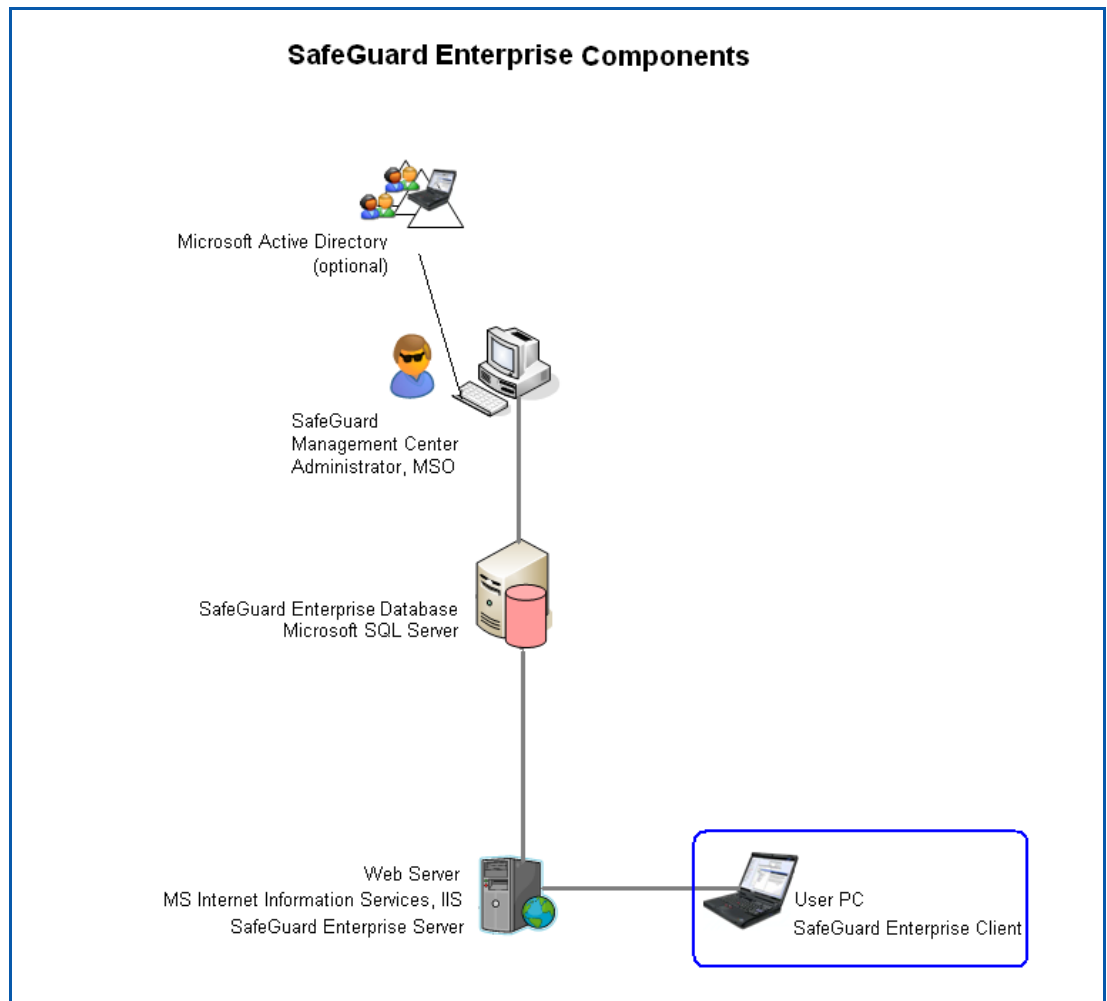 SafeGuard Enterprise Components
Microsoft Active Directory
(optional)
SafeGuard
Management Center
Administrator, MSO
SafeGuard Enterprise Database
Microsoft SQL Server
Web Server
MS Internet Information Services, IIS
SafeGuard Enterprise Server
User PC
SafeGuard Enterprise Client